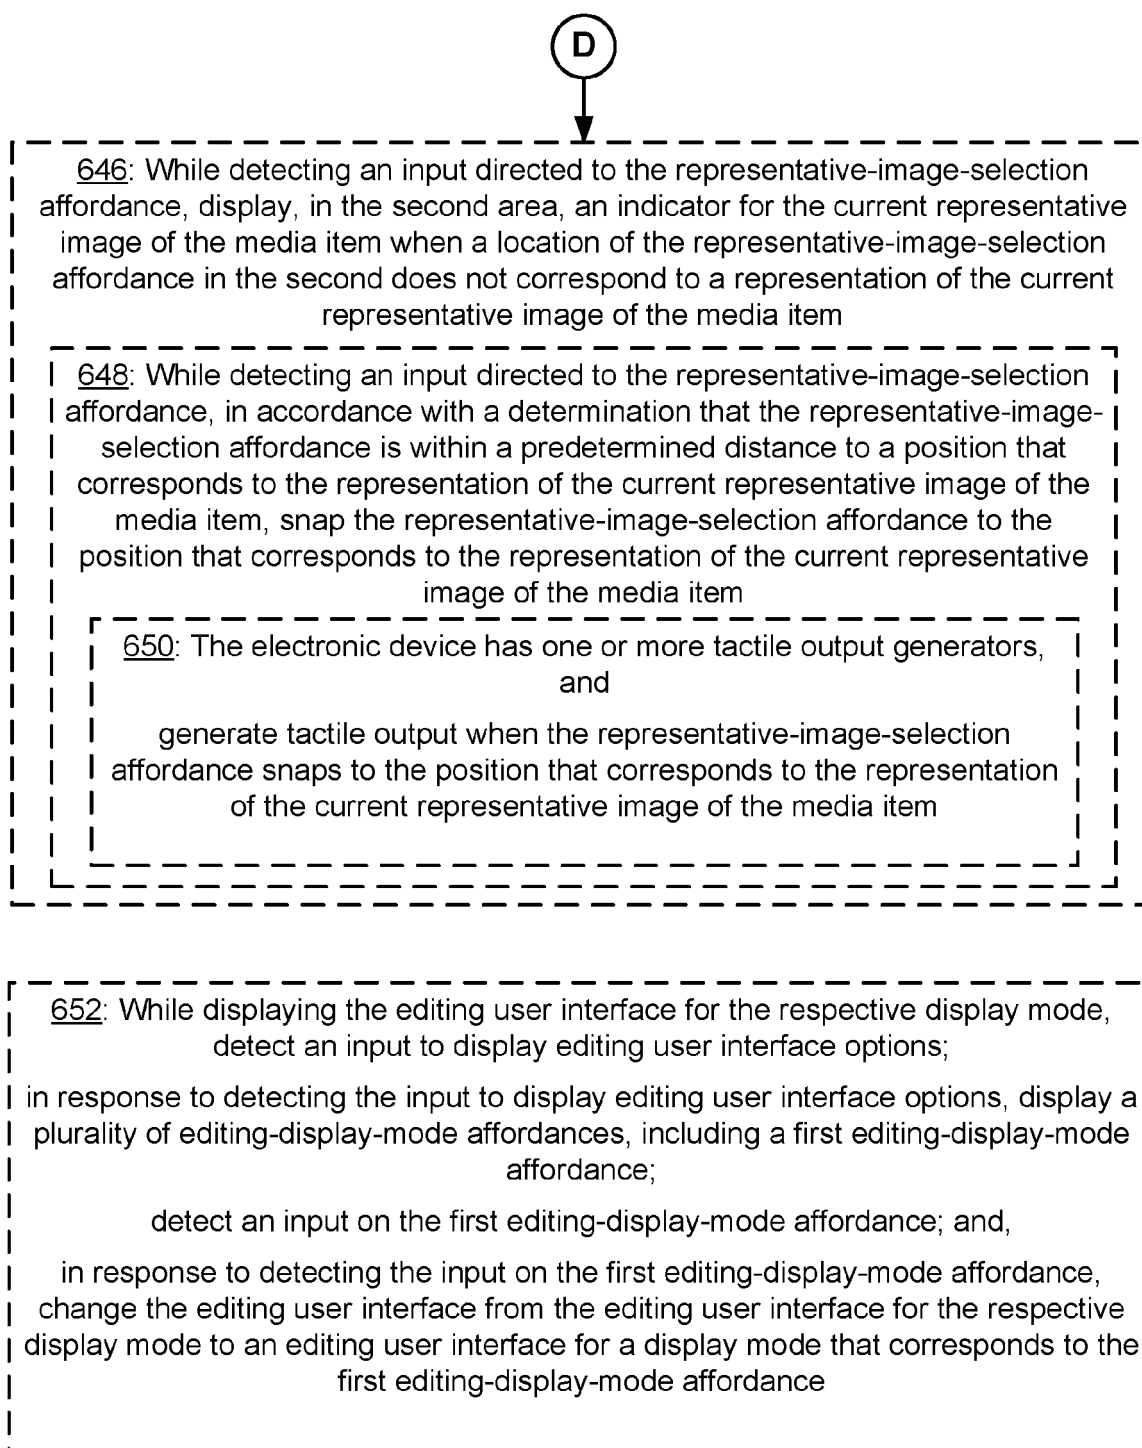 D
646: While detecting an input directed to the representative-image-selection
affordance, display, in the second area, an indicator for the current representative
image of the media item when a location of the representative-image-selection
affordance in the second does not correspond to a representation of the current
representative image of the media item
648: While detecting an input directed to the representative-image-selection
affordance, in accordance with a determination that the representative-image-
selection affordance is within a predetermined distance to a position that
corresponds to the representation of the current representative image of the
media item, snap the representative-image-selection affordance to the
position that corresponds to the representation of the current representative
image of the media item
650: The electronic device has one or more tactile output generators,
and
generate tactile output when the representative-image-selection
affordance snaps to the position that corresponds to the representation
of the current representative image of the media item
652: While displaying the editing user interface for the respective display mode,
detect an input to display editing user interface options;
in response to detecting the input to display editing user interface options, display a
plurality of editing-display-mode affordances, including a first editing-display-mode
affordance;
detect an input on the first editing-display-mode affordance; and,
in response to detecting the input on the first editing-display-mode affordance,
change the editing user interface from the editing user interface for the respective
display mode to an editing user interface for a display mode that corresponds to the
first editing-display-mode affordance